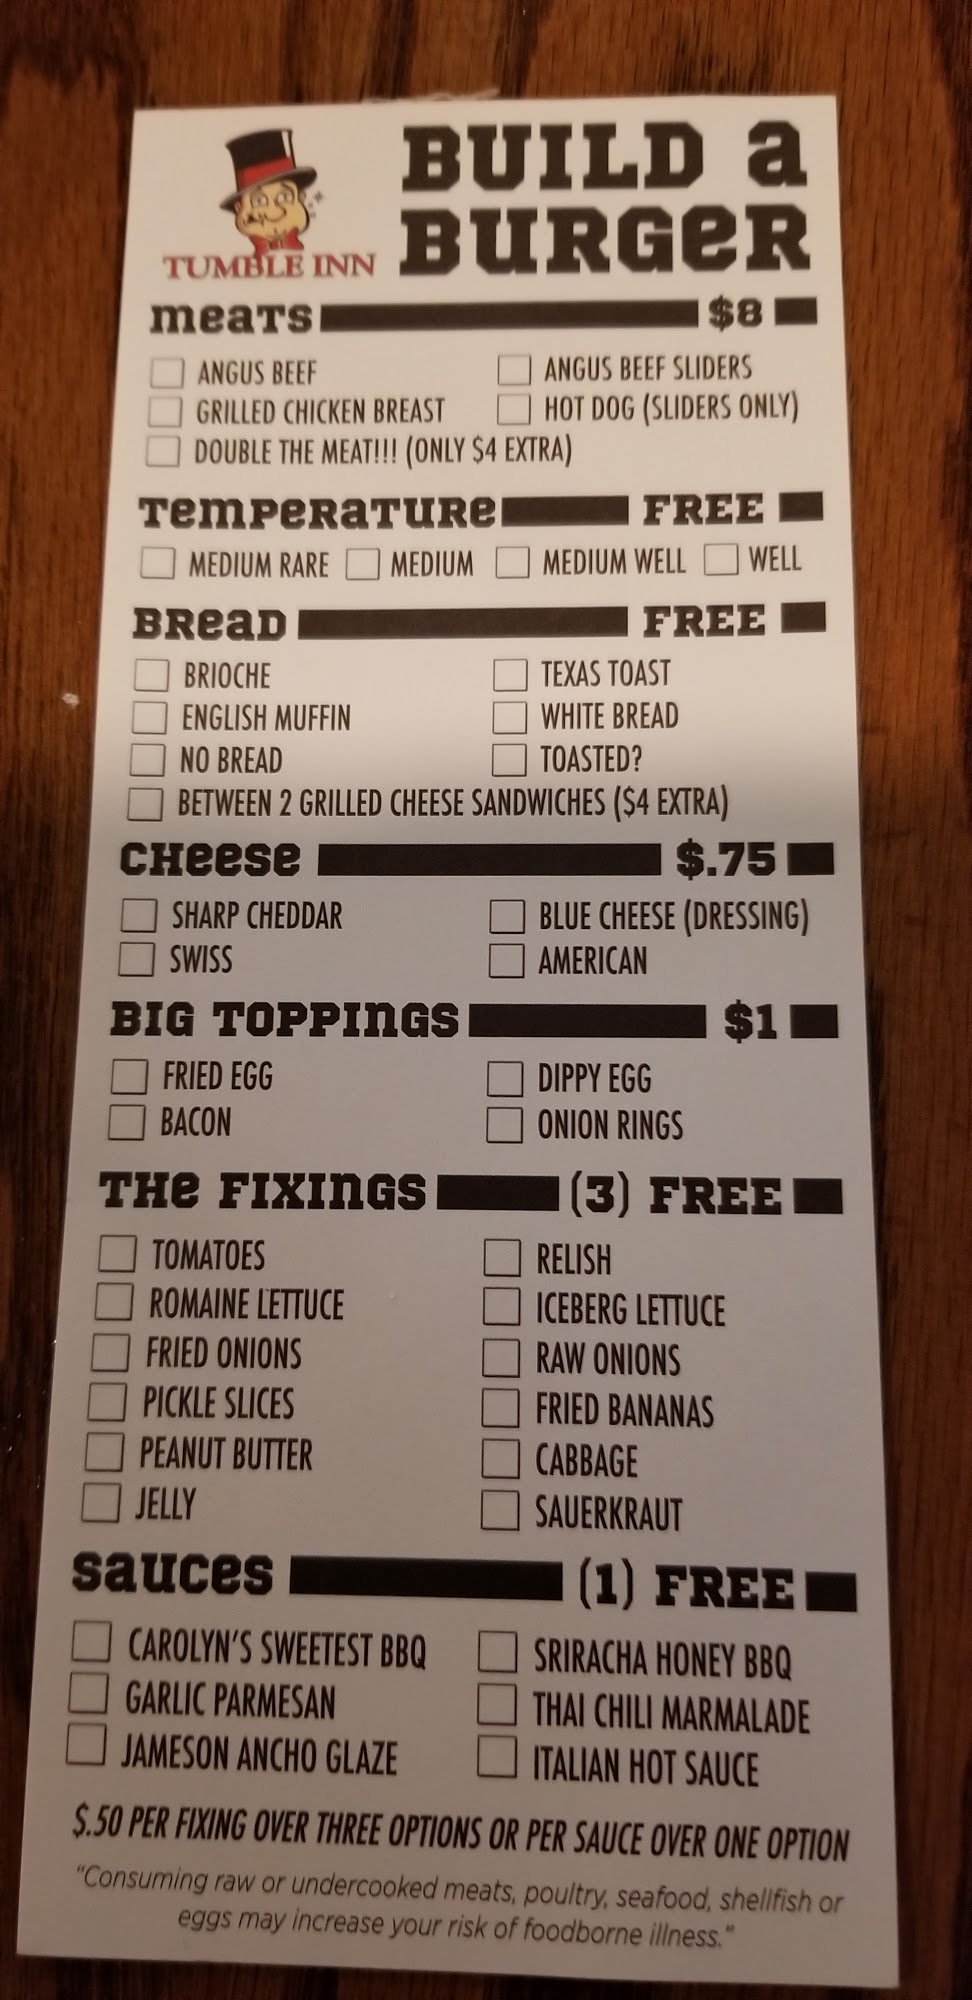 BUILD a
BURGER
TUMBLE INN
meats $8
ANGUS BEEF ANGUS BEEF SLIDERS
GRILLED CHICKEN BREAST HOT DOG (SLIDERS ONLY)
DOUBLE THE MEAT!!! (ONLY $4 EXTRA)
Temperature FREE
MEDIUM RARE MEDIUM MEDIUM WELL WELL
BREAD FREE
BRIOCHE TEXAS TOAST
ENGLISH MUFFIN WHITE BREAD
NO BREAD TOASTED?
BETWEEN 2 GRILLED CHEESE SANDWICHES ($4 EXTRA)
CHeese $.75
SHARP CHEDDAR BLUE CHEESE (DRESSING)
SWISS AMERICAN
BIG TOPPINGS $1
FRIED EGG DIPPY EGG
BACON ONION RINGS
THe FIXINGS (3) FREE
TOMATOES RELISH
ROMAINE LETTUCE ICEBERG LETTUCE
FRIED ONIONS RAW ONIONS
PICKLE SLICES FRIED BANANAS
PEANUT BUTTER CABBAGE
JELLY SAUERKRAUT
sauces (1) FREE
CAROLYN'S SWEETEST BBQ SRIRACHA HONEY BBQ
GARLIC PARMESAN THAI CHILI MARMALADE
JAMESON ANCHO GLAZE ITALIAN HOT SAUCE
$.50 PER FIXING OVER THREE OPTIONS OR PER SAUCE OVER ONE OPTION
"Consuming raw or undercooked meats, poultry, seafood, shellfish or
eggs may increase your risk of foodborne illness."